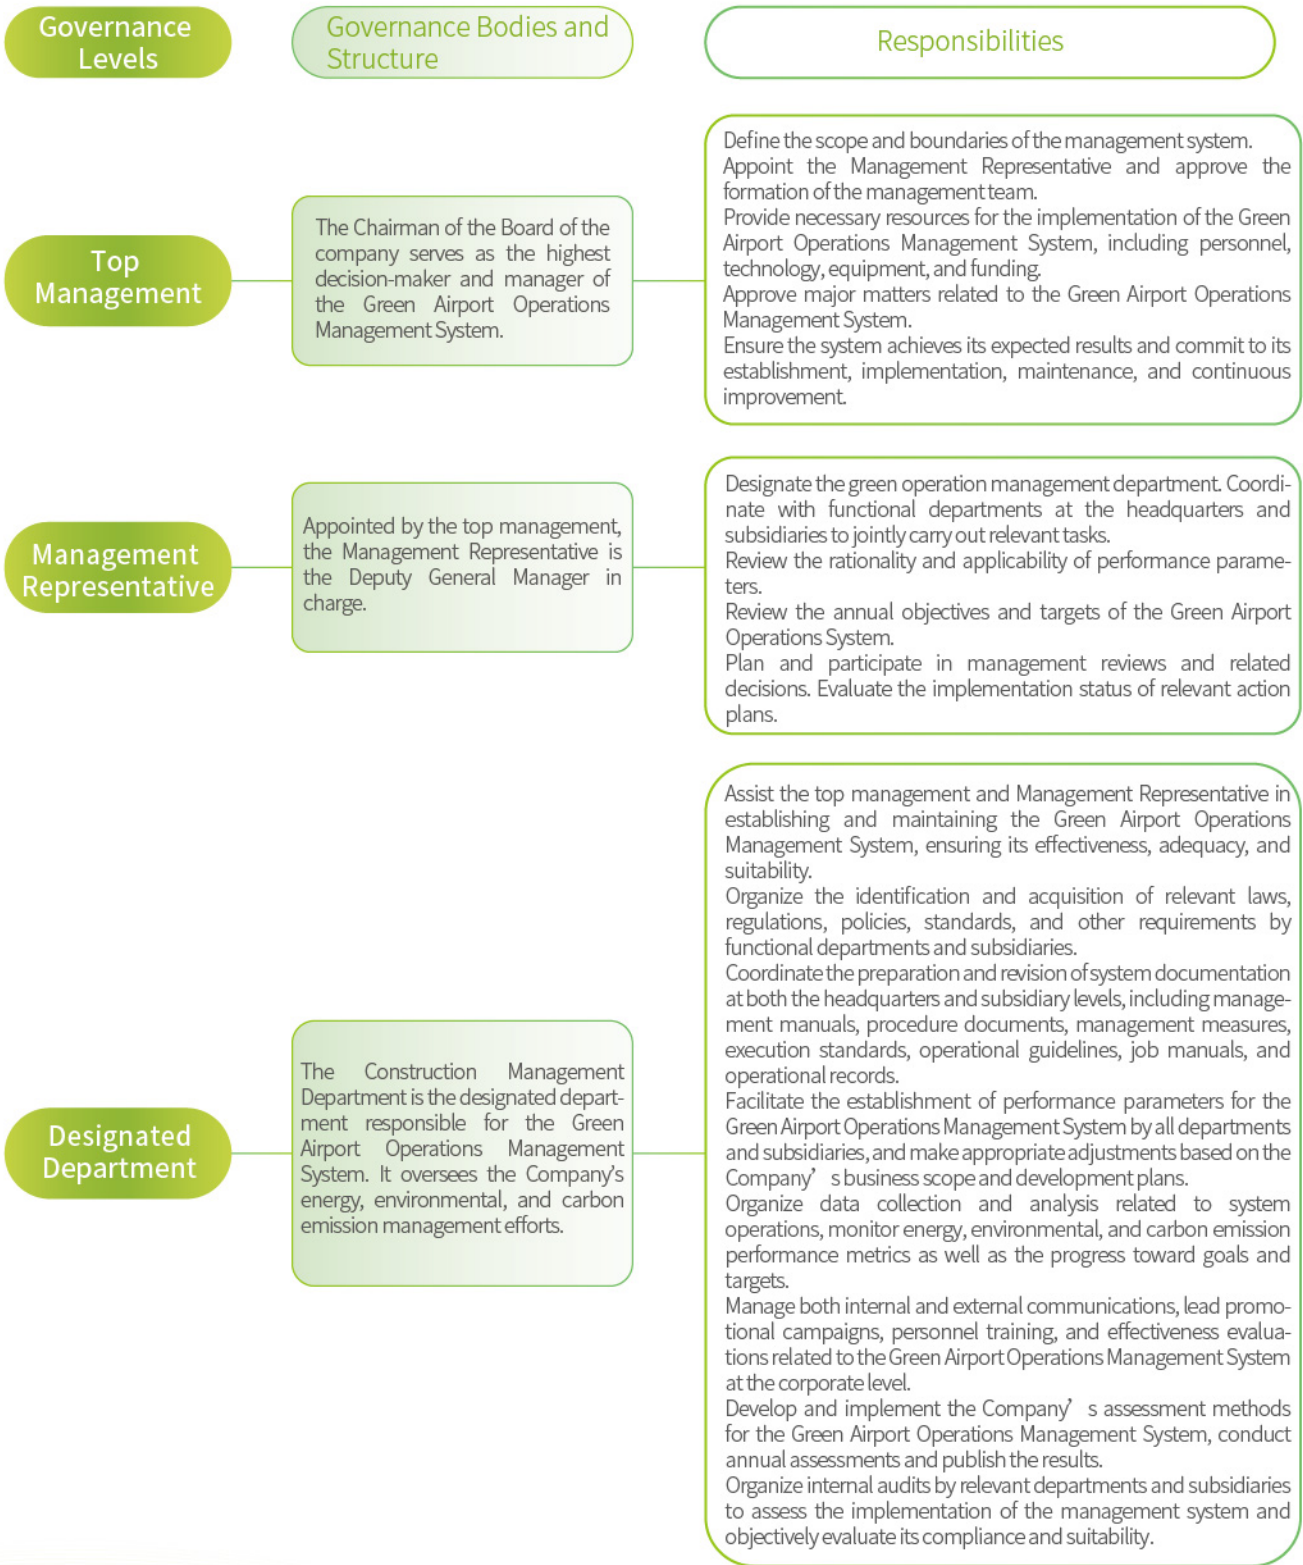 Governance
Levels
Governance Bodies and
Structure
Responsibilities
Top
Management
The Chairman of the Board of the
company serves as the highest
decision-maker and manager of
the Green Airport Operations
Management System.
Define the scope and boundaries of the management system.
Appoint the Management Representative and approve the
formation of the management team.
Provide necessary resources for the implementation of the Green
Airport Operations Management System, including personnel,
technology, equipment, and funding.
Approve major matters related to the Green Airport Operations
Management System.
Ensure the system achieves its expected results and commit to its
establishment, implementation, maintenance, and continuous
improvement.
Management
Representative
Appointed by the top management,
the Management Representative is
the Deputy General Manager in
charge.
Designate the green operation management department. Coordi-
nate with functional departments at the headquarters and
subsidiaries to jointly carry out relevant tasks.
Review the rationality and applicability of performance parame-
ters.
Review the annual objectives and targets of the Green Airport
Operations System.
Plan and participate in management reviews and related
decisions. Evaluate the implementation status of relevant action
plans.
Designated
Department
The Construction Management
Department is the designated depart-
ment responsible for the Green
Airport Operations Management
System. It oversees the Company's
energy, environmental, and carbon
emission management efforts.
Assist the top management and Management Representative in
establishing and maintaining the Green Airport Operations
Management System, ensuring its effectiveness, adequacy, and
suitability.
Organize the identification and acquisition of relevant laws,
regulations, policies, standards, and other requirements by
functional departments and subsidiaries.
Coordinate the preparation and revision of system documentation
at both the headquarters and subsidiary levels, including manage-
ment manuals, procedure documents, management measures,
execution standards, operational guidelines, job manuals, and
operational records.
Facilitate the establishment of performance parameters for the
Green Airport Operations Management System by all departments
and subsidiaries, and make appropriate adjustments based on the
Company’ s business scope and development plans.
Organize data collection and analysis related to system
operations, monitor energy, environmental, and carbon emission
performance metrics as well as the progress toward goals and
targets.
Manage both internal and external communications, lead promo-
tional campaigns, personnel training, and effectiveness evalua-
tions related to the Green Airport Operations Management System
at the corporate level.
Develop and implement the Company’ s assessment methods
for the Green Airport Operations Management System, conduct
annual assessments and publish the results.
Organize internal audits by relevant departments and subsidiaries
to assess the implementation of the management system and
objectively evaluate its compliance and suitability.